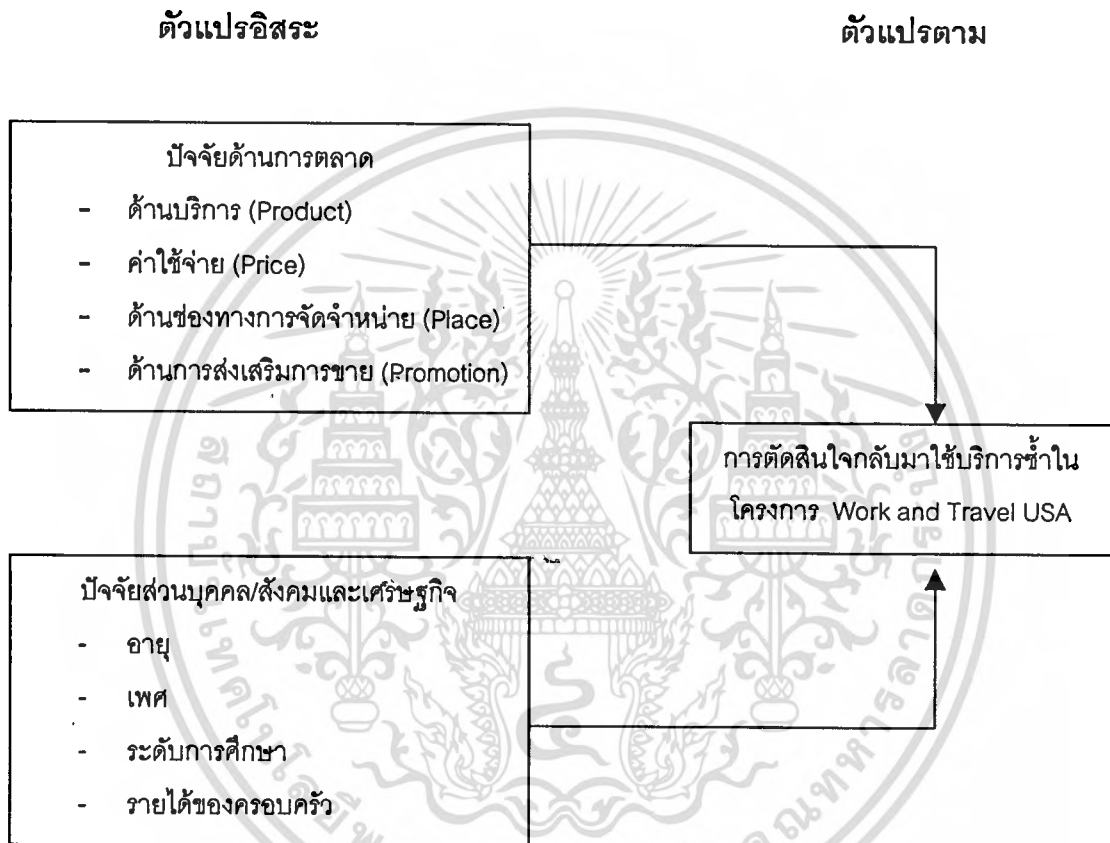 ตัวแปรอิสระ
ตัวแปรตาม
ปัจจัยด้านการตลาด
- ด้านบริการ (Product)
- ค่าใช้จ่าย (Price)
- ด้านช่องทางการจัดจำหน่าย (Place)
- ด้านการส่งเสริมการขาย (Promotion)
การตัดสินใจกลับมาใช้บริการซ้ำใน
โครงการ Work and Travel USA
ปัจจัยส่วนบุคคล/สังคมและเศรษฐกิจ
- อายุ
- เพศ
- ระดับการศึกษา
- รายได้ของครอบครัว